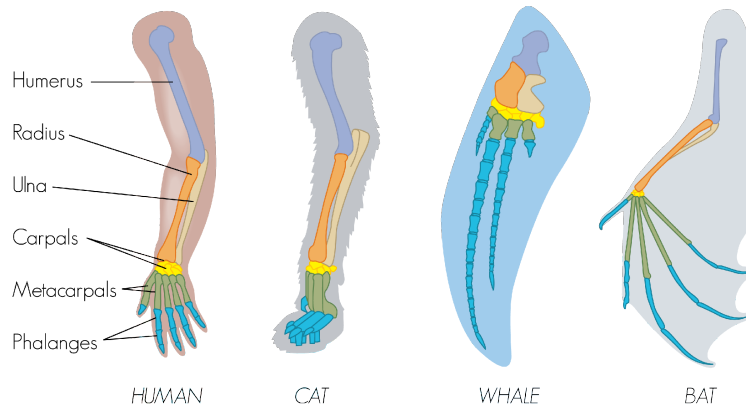 Humerus
Radius
Ulna
Carpals
Metacarpals
Phalanges
HUMAN CAT WHALE BAT